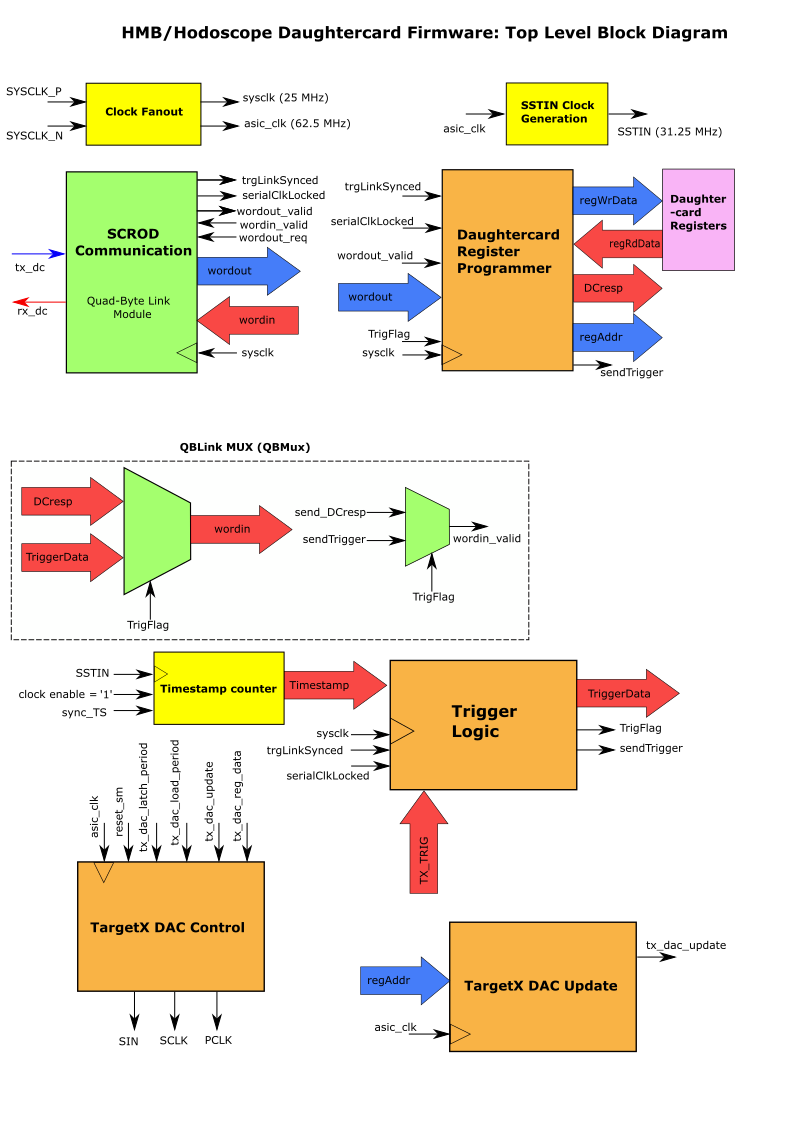 HMB/Hodoscope Daughtercard Firmware: Top Level Block Diagram
SYSCLK_P
SYSCLK_N
Clock Fanout
sysclk (25 MHz)
asic_clk (62.5 MHz)
asic_clk
SSTIN Clock
Generation
SSTIN (31.25 MHz)
tx_dc
rx_dc
SCROD
Communication
Quad-Byte Link
Module
trgLinkSynced
serialClkLocked
wordout_valid
wordin_valid
wordout_req
wordout
wordin
sysclk
trgLinkSynced
serialClkLocked
wordout_valid
wordout
TrigFlag
sysclk
Daughtercard
Register
Programmer
regWrData
regRdData
DCresp
regAddr
sendTrigger
Daughter
-card
Registers
QBLink MUX (QBMux)
DCresp
TriggerData
TrigFlag
wordin
send_DCresp
sendTrigger
TrigFlag
wordin_valid
SSTIN
clock enable = '1'
sync_TS
Timestamp counter
Timestamp
sysclk
trgLinkSynced
serialClkLocked
Trigger
Logic
TX_TRIG
TriggerData
TrigFlag
sendTrigger
asic_clk
reset_sm
tx_dac_latch_period
tx_dac_load_period
tx_dac_update
tx_dac_reg_data
TargetX DAC Control
SIN
SCLK
PCLK
regAddr
asic_clk
TargetX DAC Update
tx_dac_update